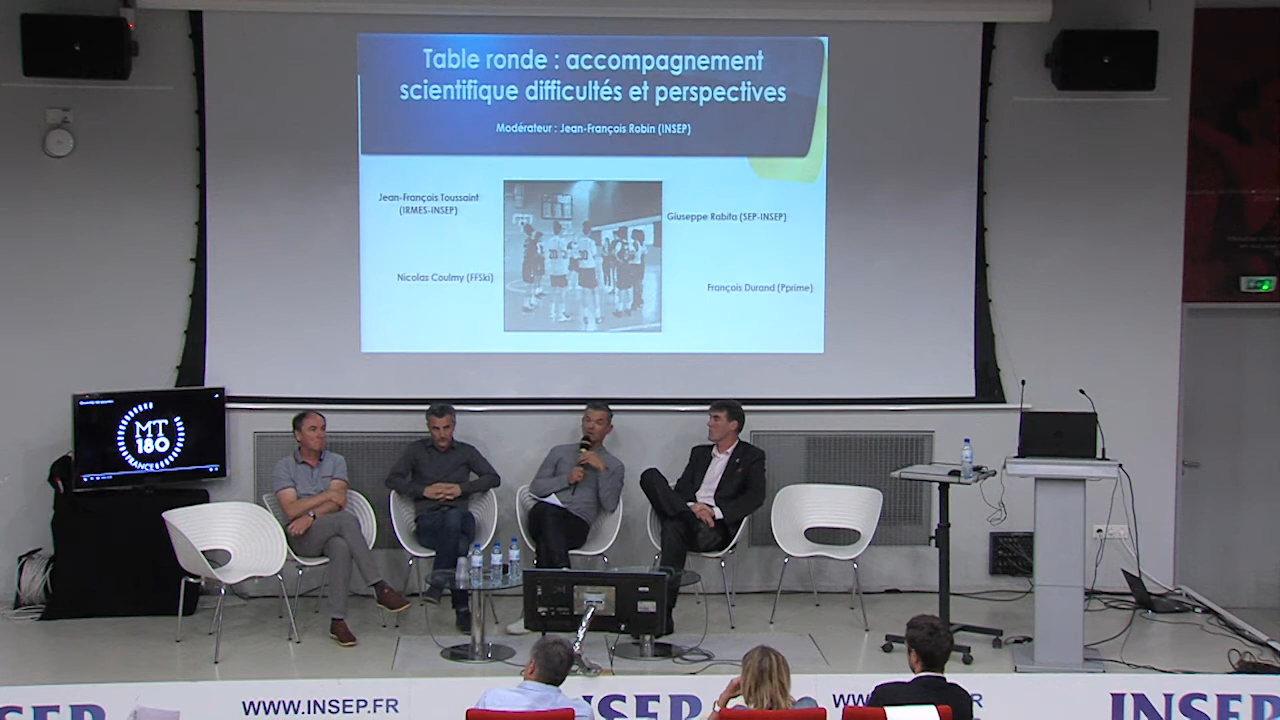 Table ronde : accompagnement
scientifique difficultés et perspectives
Modérateur : Jean-François Robin (INSEP)
Jean-François Toussaint
(IRMES-INSEP)
Giuseppe Rabita (SEP-INSEP)
Nicolas Coulmy (FFSki)
François Durand (Pprime)
MT
180
FRANCE
WWW.INSEP.FR
INSEP
INSEP